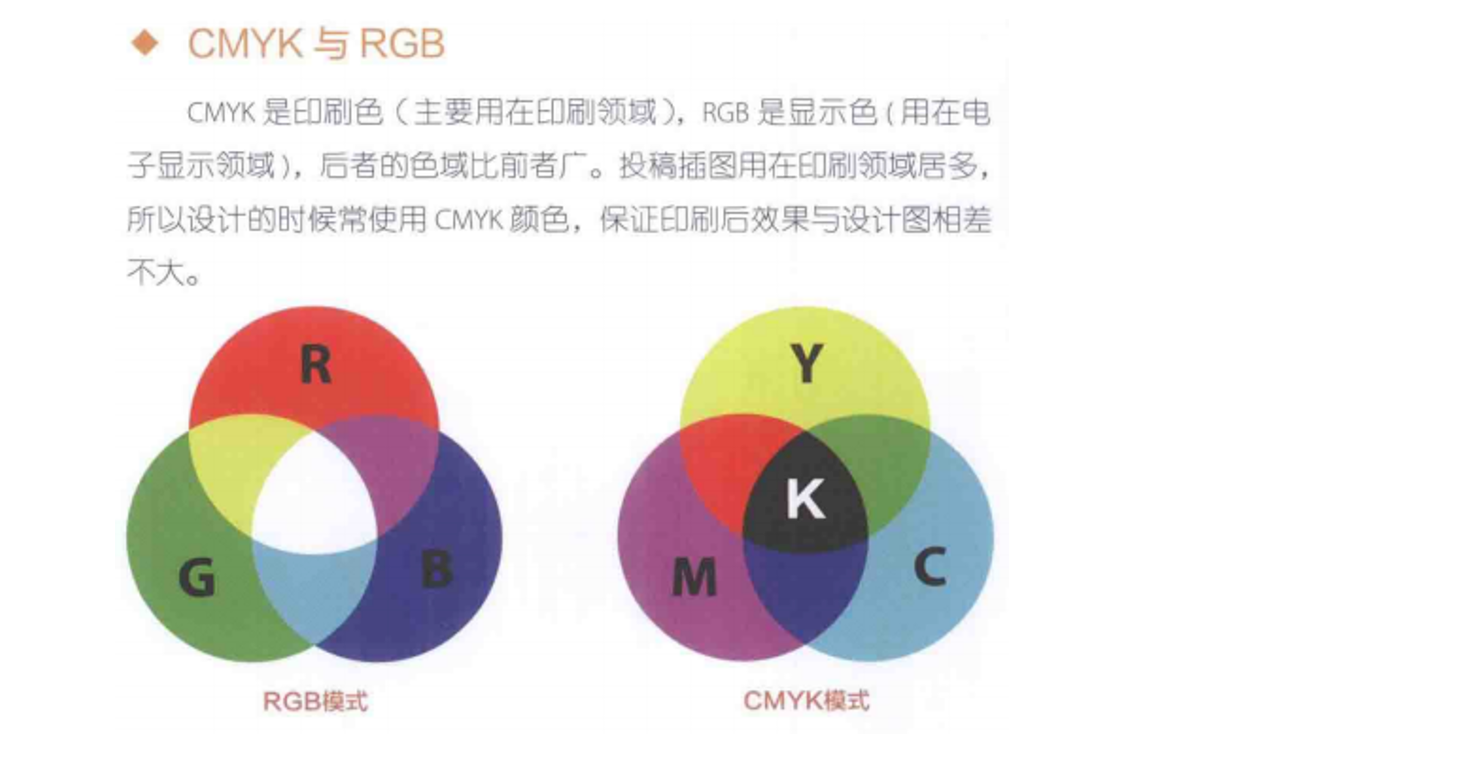 CMYK 与 RGB
CMYK 是印刷色（主要用在印刷领域），RGB 是显示色（用在电
子显示领域），后者的色域比前者广。投稿插图用在印刷领域居多，
所以设计的时候常使用 CMYK 颜色，保证印刷后效果与设计图相差
不大。
R
Y
K
G
B
M
C
RGB模式
CMYK模式